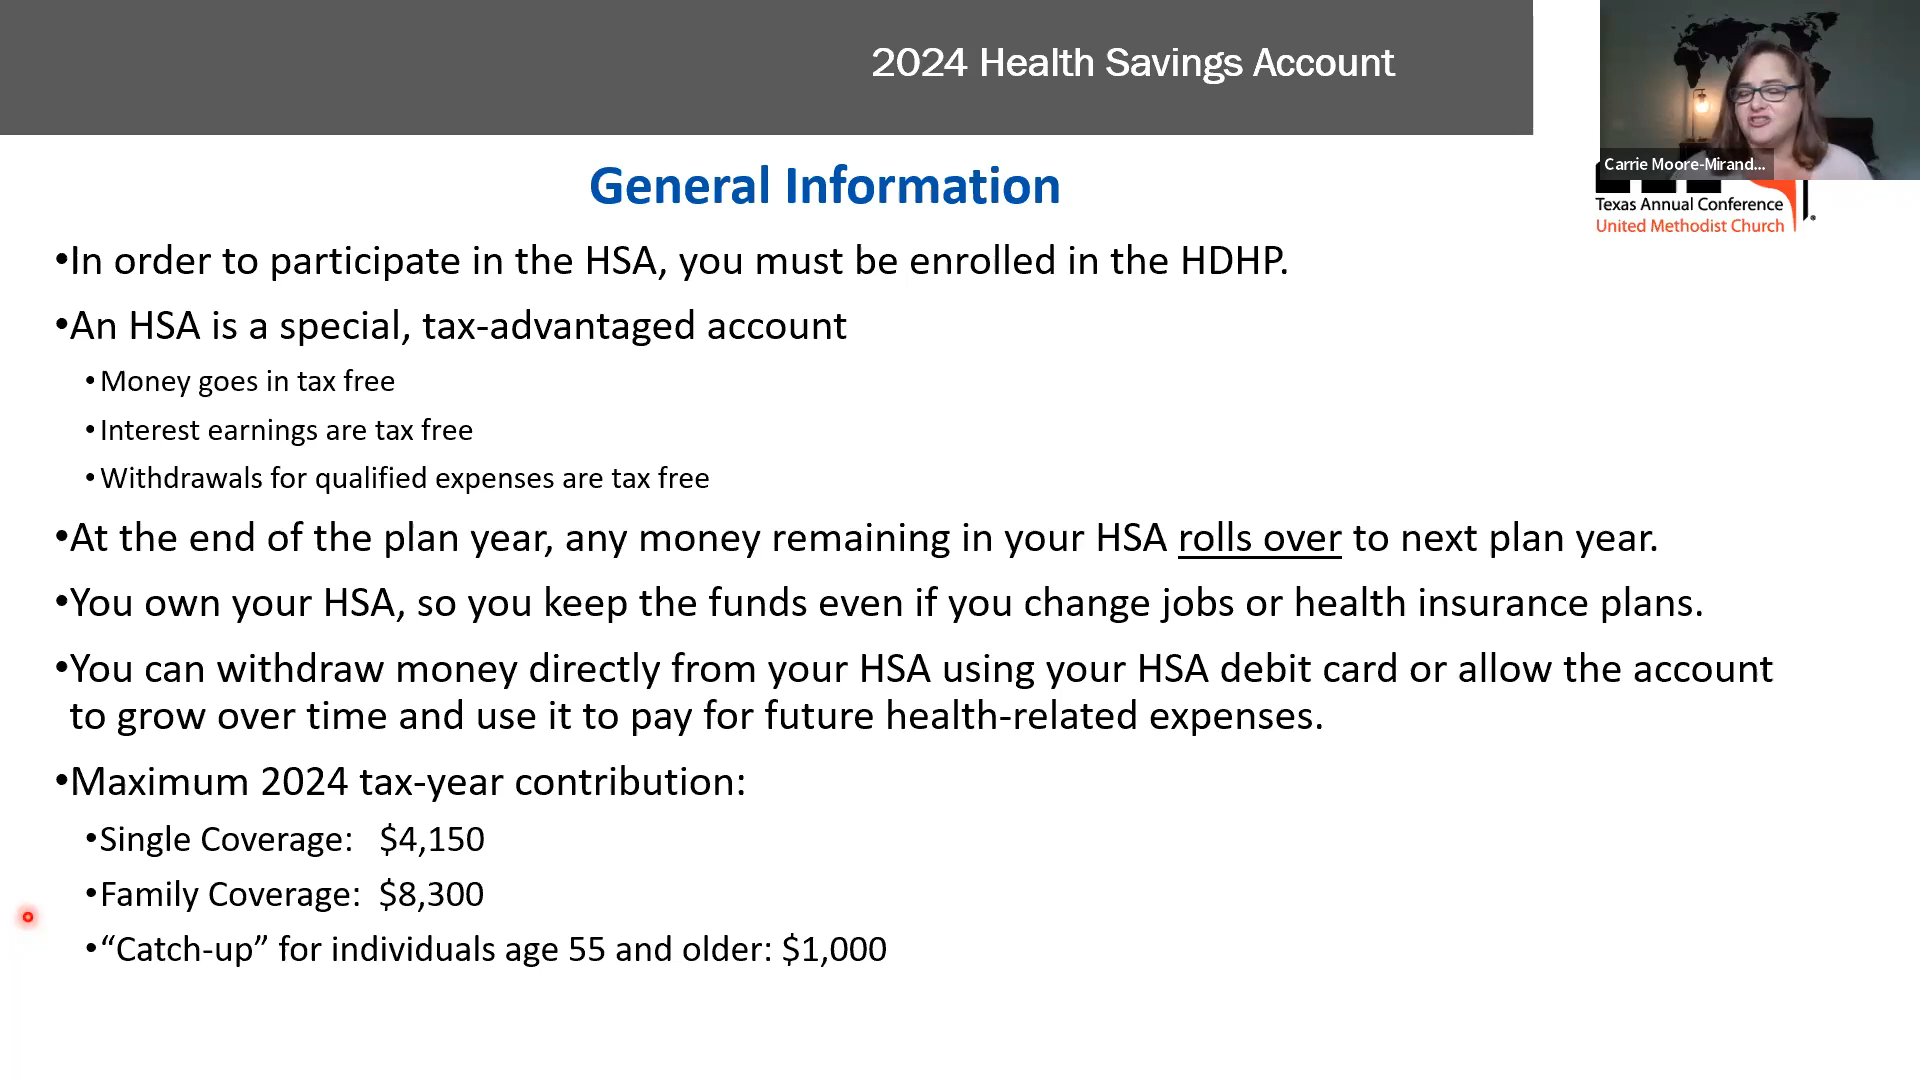 2024 Health Savings Account
Carrie Moore-Mirand...
Texas Annual Conference
United Methodist Church
General Information
•In order to participate in the HSA, you must be enrolled in the HDHP.
•An HSA is a special, tax-advantaged account
•Money goes in tax free
•Interest earnings are tax free
•Withdrawals for qualified expenses are tax free
•At the end of the plan year, any money remaining in your HSA rolls over to next plan year.
•You own your HSA, so you keep the funds even if you change jobs or health insurance plans.
•You can withdraw money directly from your HSA using your HSA debit card or allow the account
to grow over time and use it to pay for future health-related expenses.
•Maximum 2024 tax-year contribution:
•Single Coverage: $4,150
•Family Coverage: $8,300
•“Catch-up” for individuals age 55 and older: $1,000